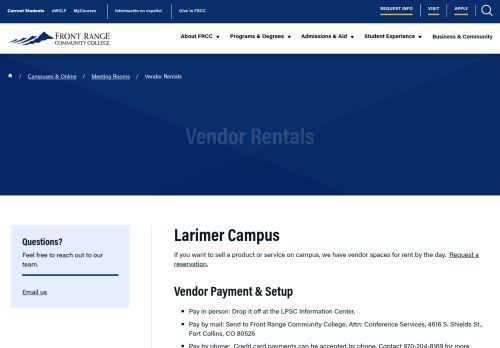 Current Students eWOLF MyCourses Información en español Give to FRCC REQUEST INFO VISIT APPLY
FRONT RANGE
COMMUNITY COLLEGE
About FRCC Programs & Degrees Admissions & Aid Student Experience Business & Community
/ Campuses & Online / Meeting Rooms / Vendor Rentals
Vendor Rentals
Questions?
Feel free to reach out to our
team.
Email us
Larimer Campus
If you want to sell a product or service on campus, we have vendor spaces for rent by the day. Request a
reservation.
Vendor Payment & Setup
Pay in person: Drop it off at the LPSC Information Center.
Pay by mail: Send to Front Range Community College, Attn: Conference Services, 4616 S. Shields St.,
Fort Collins, CO 80526
Pay by phone: Credit card payments can be accepted by phone. Contact 970-204-8169 for more